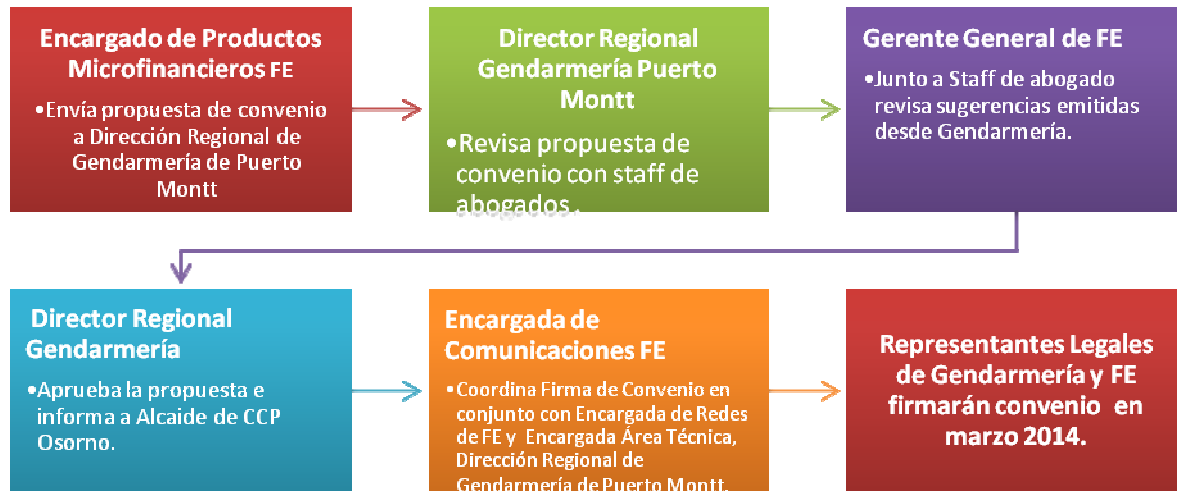 Encargado de Productos
Microfinancieros FE
•Envía propuesta de convenio
a Dirección Regional de
Gendarmería de Puerto
Montt
Director Regional
Gendarmería Puerto
Montt
•Revisa propuesta de
convenio con staff de
abogados .
Gerente General de FE
•Junto a Staff de abogado
revisa sugerencias emitidas
desde Gendarmería.
Director Regional
Gendarmería
•Aprueba la propuesta e
informa a Alcaide de CCP
Osorno.
Encargada de
Comunicaciones FE
•Coordina Firma de Convenio en
conjunto con Encargada de Redes
de FE y Encargada Área Técnica,
Dirección Regional de
Gendarmería de Puerto Montt.
Representantes Legales
de Gendarmería y FE
firmarán convenio en
marzo 2014.